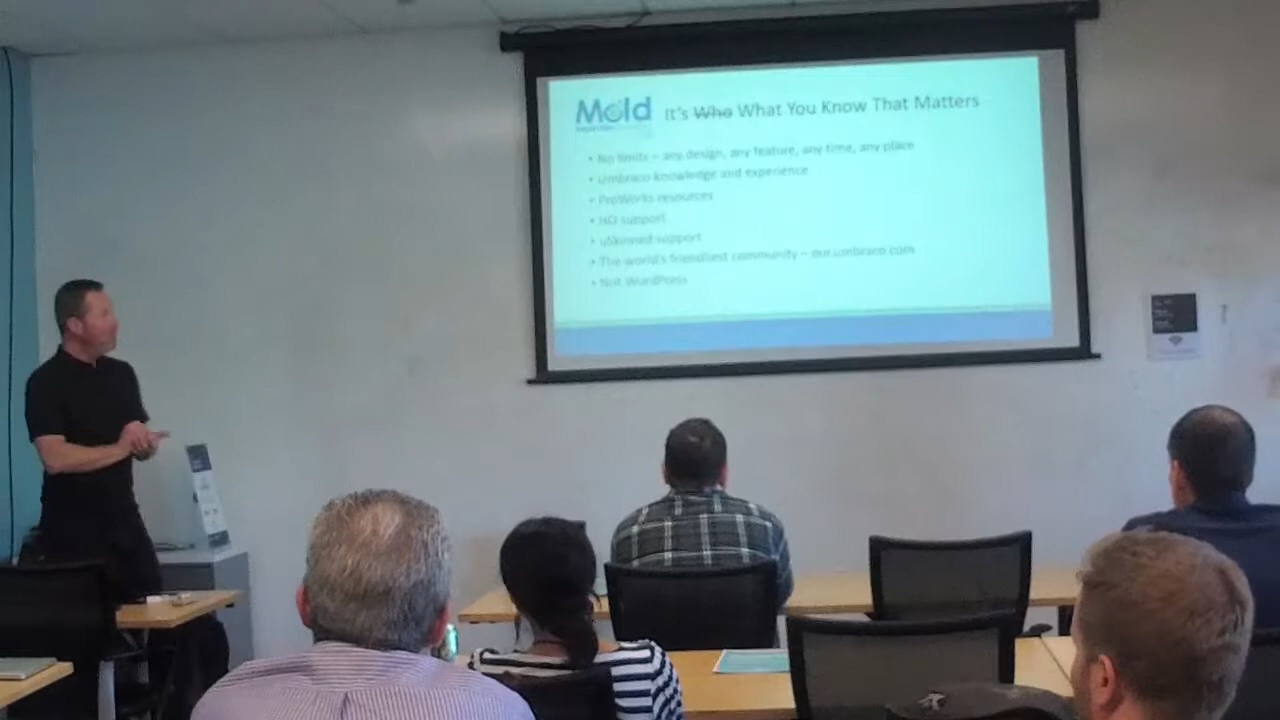 Mold
It's Who What You Know That Matters
• No limits – any design, any feature, any time, any place
• Umbraco knowledge and experience
• ProWorks resources
• HQ support
• uSkinned support
• The world's friendliest community – our.umbraco.com
• Not WordPress